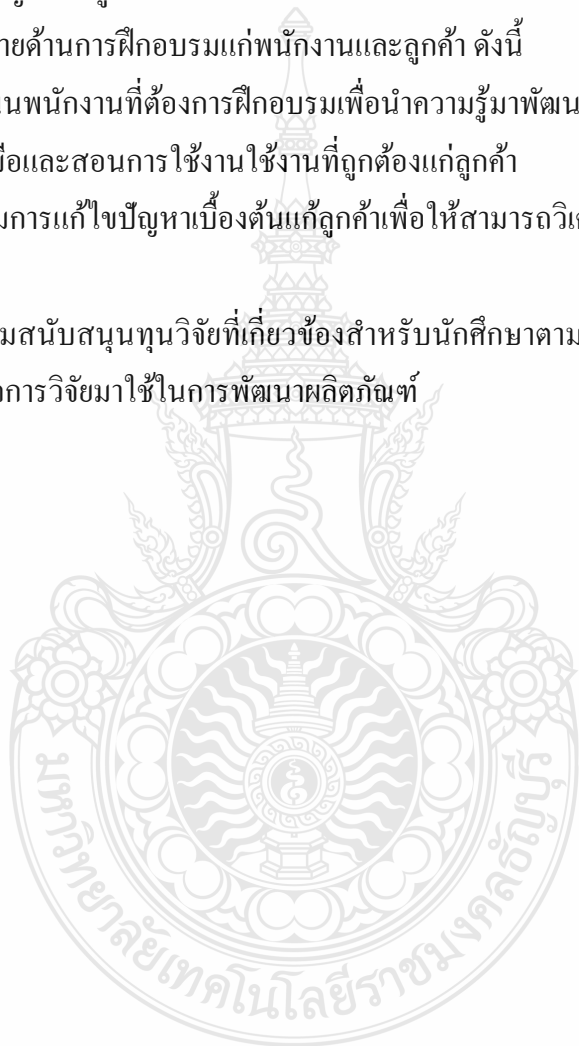 ายด้านการฝึกอบรมแก่พนักงานและลูกค้า ดังนี้
นพนักงานที่ต้องการฝึกอบรมเพื่อนำความรู้มาพัฒน
มือและสอนการใช้งานใช้งานที่ถูกต้องแก่ลูกค้า
มการแก้ไขปัญหาเบื้องต้นแก้ลูกค้าเพื่อให้สามารถวิเค
มสนับสนุนทุนวิจัยที่เกี่ยวข้องสำหรับนักศึกษาตาม
การวิจัยมาใช้ในการพัฒนาผลิตภัณฑ์
มหาวิทยาลัยเทคโนโลยีราชมงคลธัญบุรี